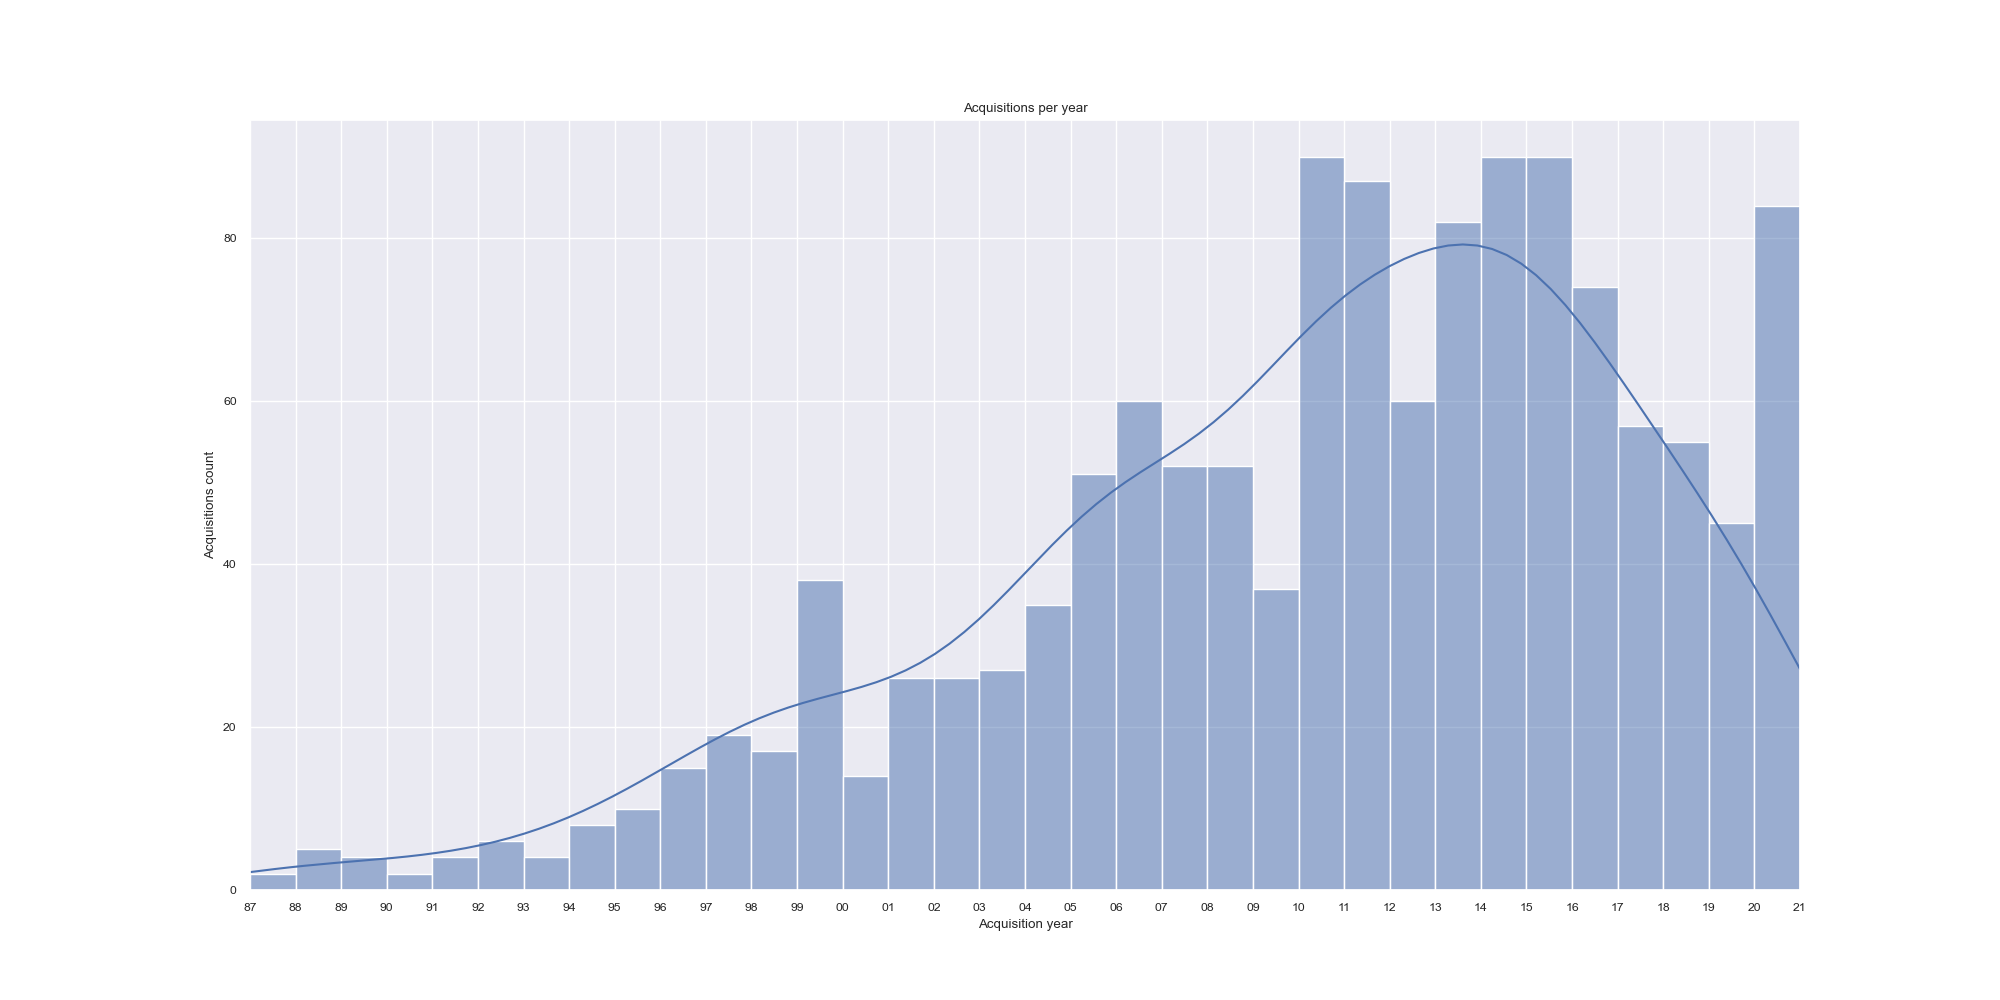 Acquisitions per year
Acquisitions count
80
60
40
20
0
87 88 89 90 91 92 93 94 95 96 97 98 99 00 01 02 03 04 05 06 07 08 09 10 11 12 13 14 15 16 17 18 19 20 21
Acquisition year